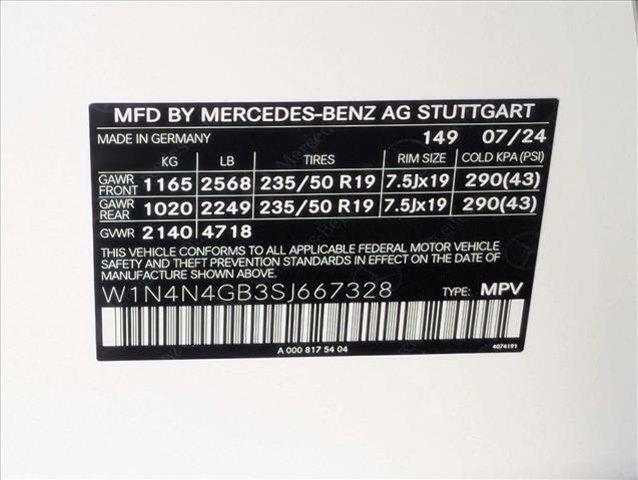 MFD BY MERCEDES-BENZ AG STUTTGART
MADE IN GERMANY 149 07/24
KG LB TIRES RIM SIZE COLD KPA (PSI)
GAWR FRONT 1165 2568 235/50 R19 7.5Jx19 290(43)
GAWR REAR 1020 2249 235/50 R19 7.5Jx19 290(43)
GVWR 2140 4718
THIS VEHICLE CONFORMS TO ALL APPLICABLE FEDERAL MOTOR VEHICLE
SAFETY AND THEFT PREVENTION STANDARDS IN EFFECT ON THE DATE OF
MANUFACTURE SHOWN ABOVE.
W1N4N4GB3SJ667328 TYPE: MPV
A 000 817 54 04 4074191